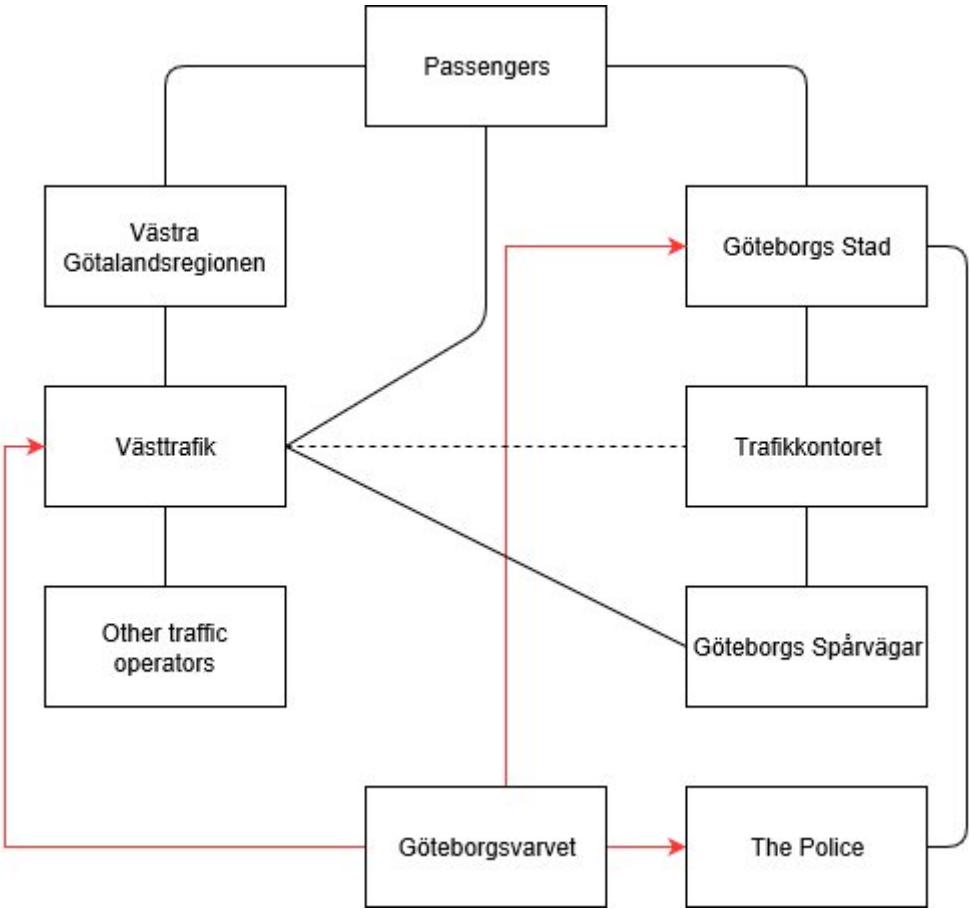 Passengers
Västra
Götalandsregionen
Göteborgs Stad
Västtrafik
Trafikkontoret
Other traffic
operators
Göteborgs Spårvägar
Göteborgsvarvet
The Police